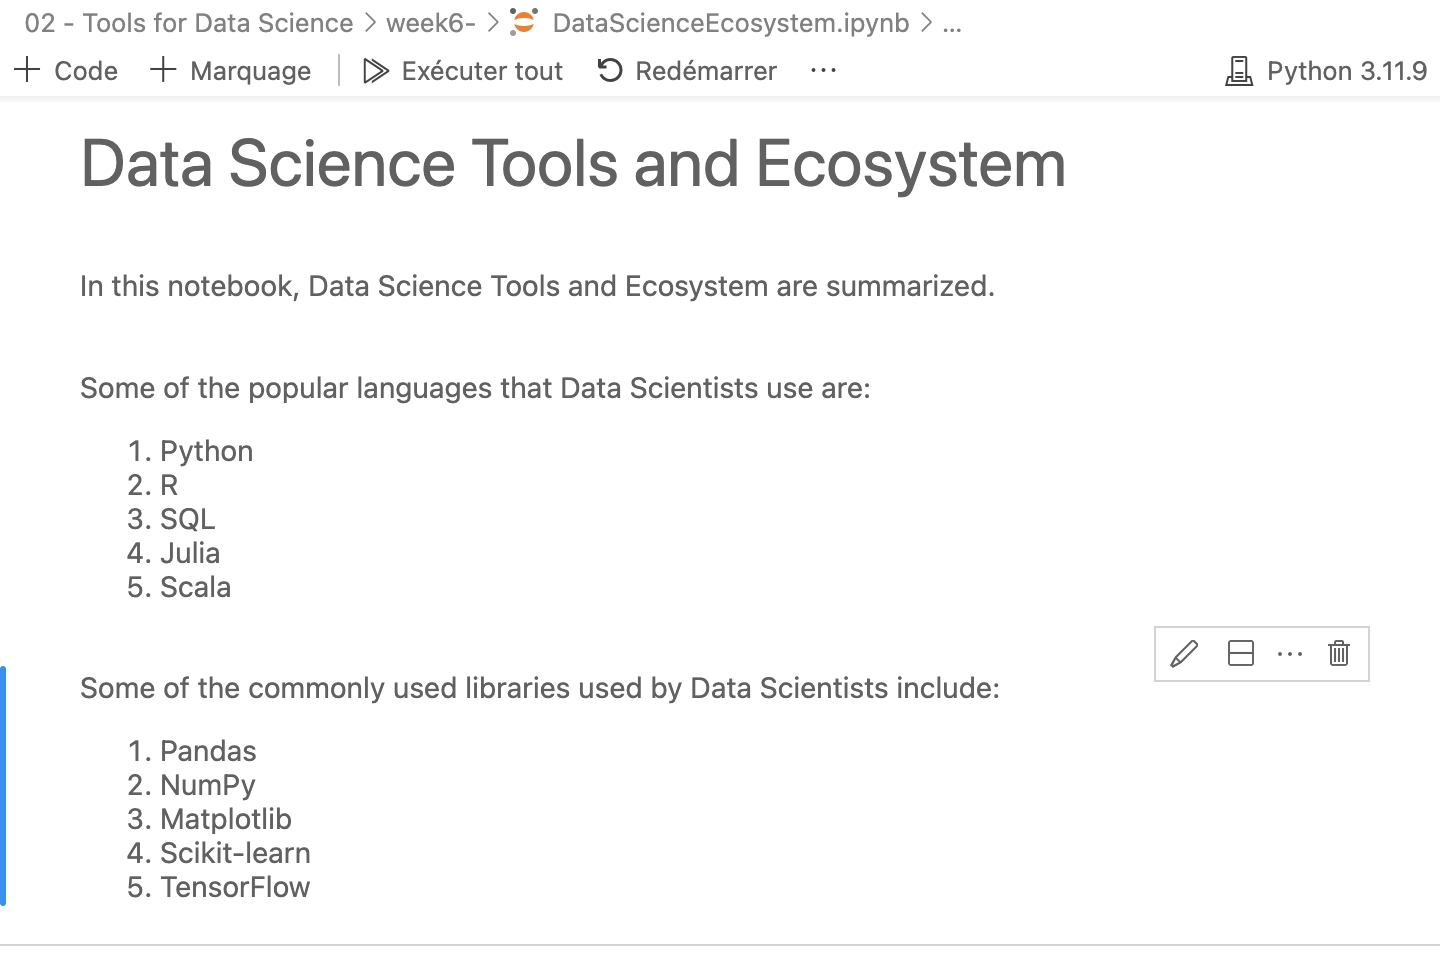 02 - Tools for Data Science > week6- > DataScienceEcosystem.ipynb > ...
+ Code + Marquage Exécuter tout Redémarrer ... Python 3.11.9
Data Science Tools and Ecosystem
In this notebook, Data Science Tools and Ecosystem are summarized.
Some of the popular languages that Data Scientists use are:
1. Python
2. R
3. SQL
4. Julia
5. Scala
Some of the commonly used libraries used by Data Scientists include:
1. Pandas
2. NumPy
3. Matplotlib
4. Scikit-learn
5. TensorFlow